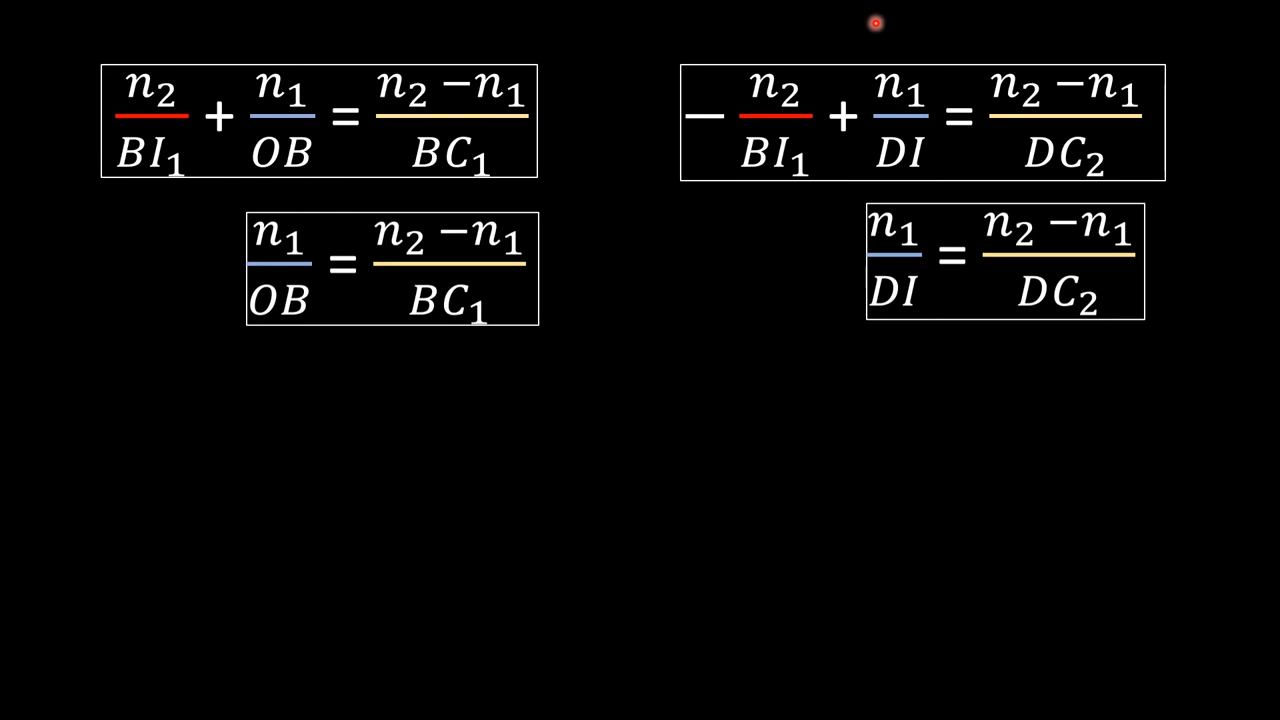 n₂/BI₁ + n₁/OB = n₂ −n₁/BC₁
− n₂/BI₁ + n₁/DI = n₂ −n₁/DC₂
n₁/OB = n₂ −n₁/BC₁
n₁/DI = n₂ −n₁/DC₂